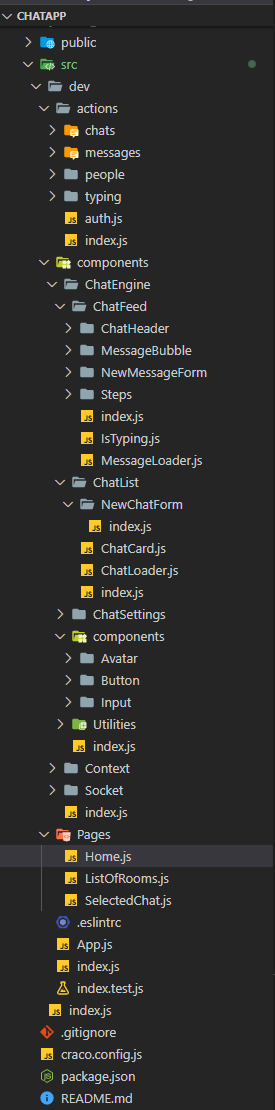 CHATAPP
public
src
dev
actions
chats
messages
people
typing
auth.js
index.js
components
ChatEngine
ChatFeed
ChatHeader
MessageBubble
NewMessageForm
Steps
index.js
IsTyping.js
MessageLoader.js
ChatList
NewChatForm
index.js
ChatCard.js
ChatLoader.js
index.js
ChatSettings
components
Avatar
Button
Input
Utilities
index.js
Context
Socket
index.js
Pages
Home.js
ListOfRooms.js
SelectedChat.js
.eslintrc
App.js
index.js
index.test.js
index.js
.gitignore
craco.config.js
package.json
README.md